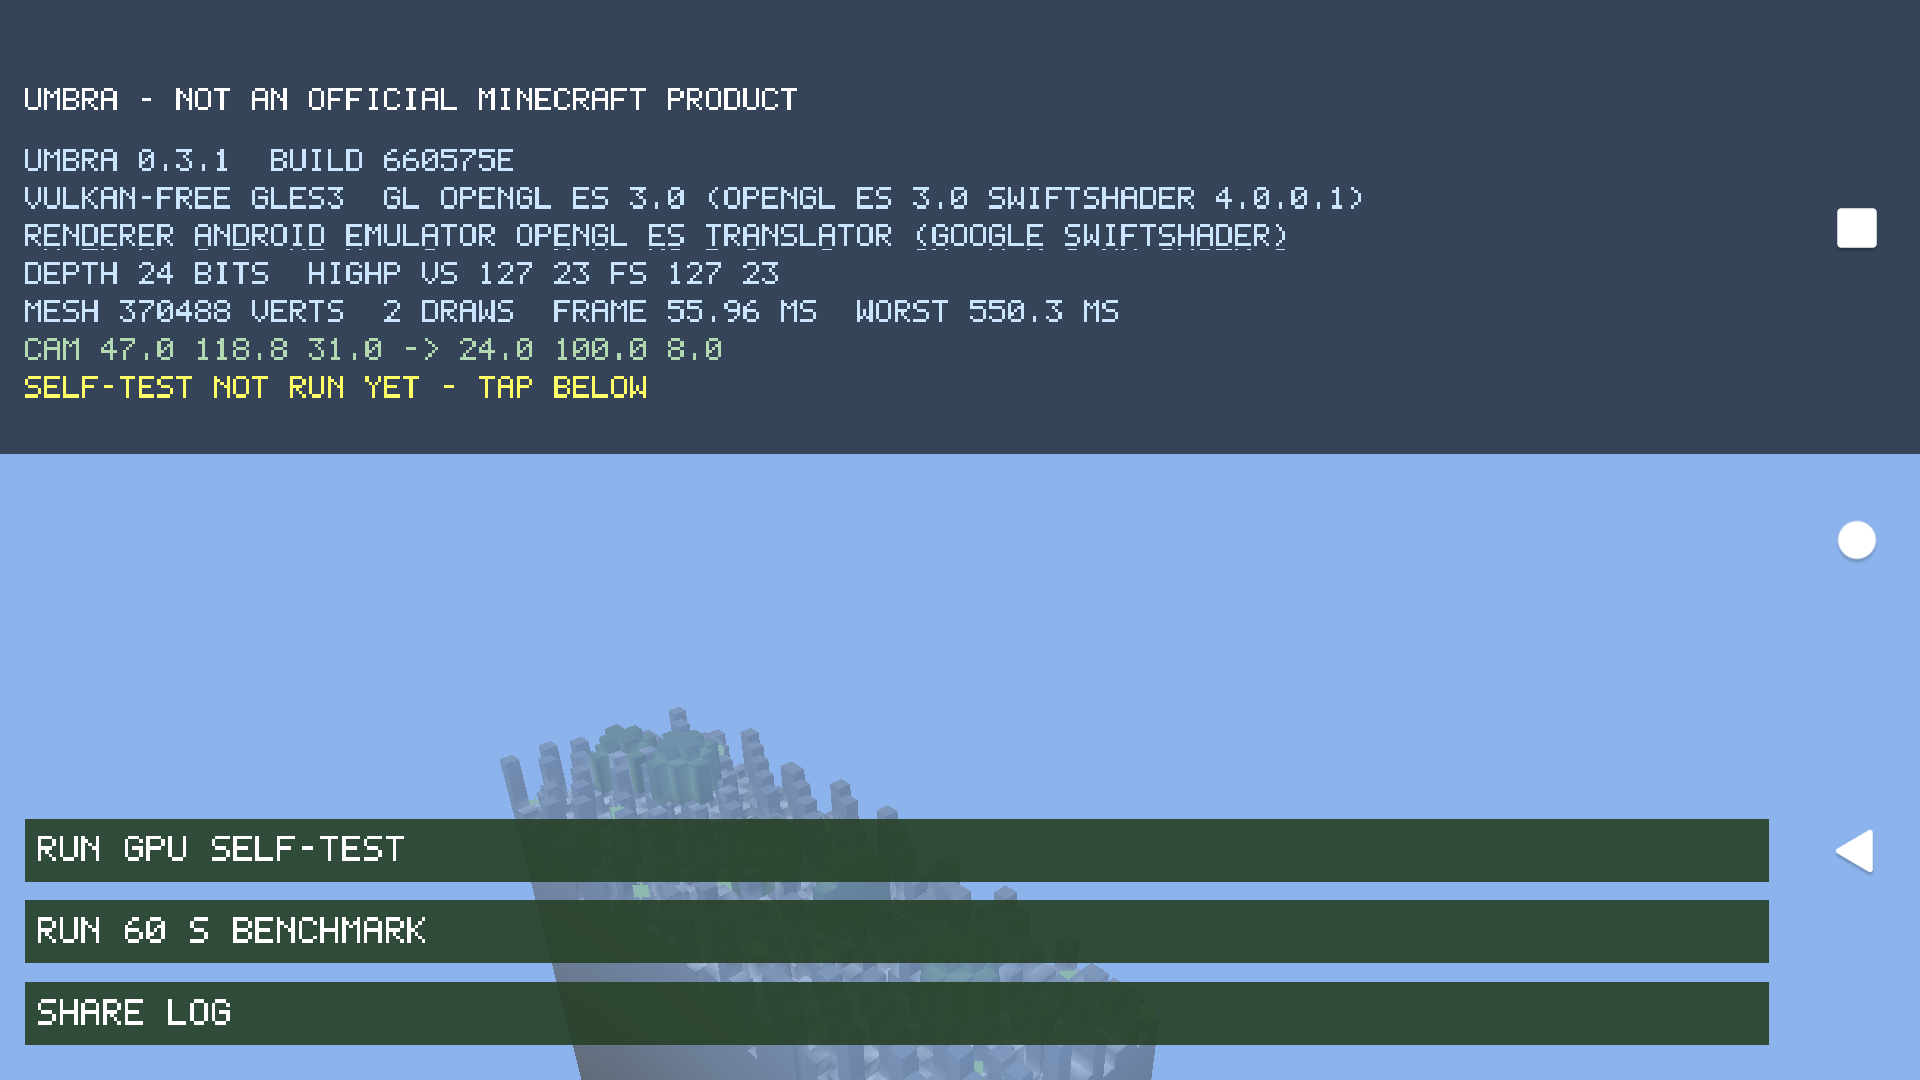 UMBRA - NOT AN OFFICIAL MINECRAFT PRODUCT
UMBRA 0.3.1  BUILD 660575E
VULKAN-FREE GLES3  GL OPENGL ES 3.0 (OPENGL ES 3.0 SWIFTSHADER 4.0.0.1)
RENDERER ANDROID EMULATOR OPENGL ES TRANSLATOR (GOOGLE SWIFTSHADER)
DEPTH 24 BITS  HIGHP VS 127 23 FS 127 23
MESH 370488 VERTS  2 DRAWS  FRAME 55.96 MS  WORST 550.3 MS
CAM 47.0 118.8 31.0 -> 24.0 100.0 8.0
SELF-TEST NOT RUN YET - TAP BELOW
RUN GPU SELF-TEST
RUN 60 S BENCHMARK
SHARE LOG